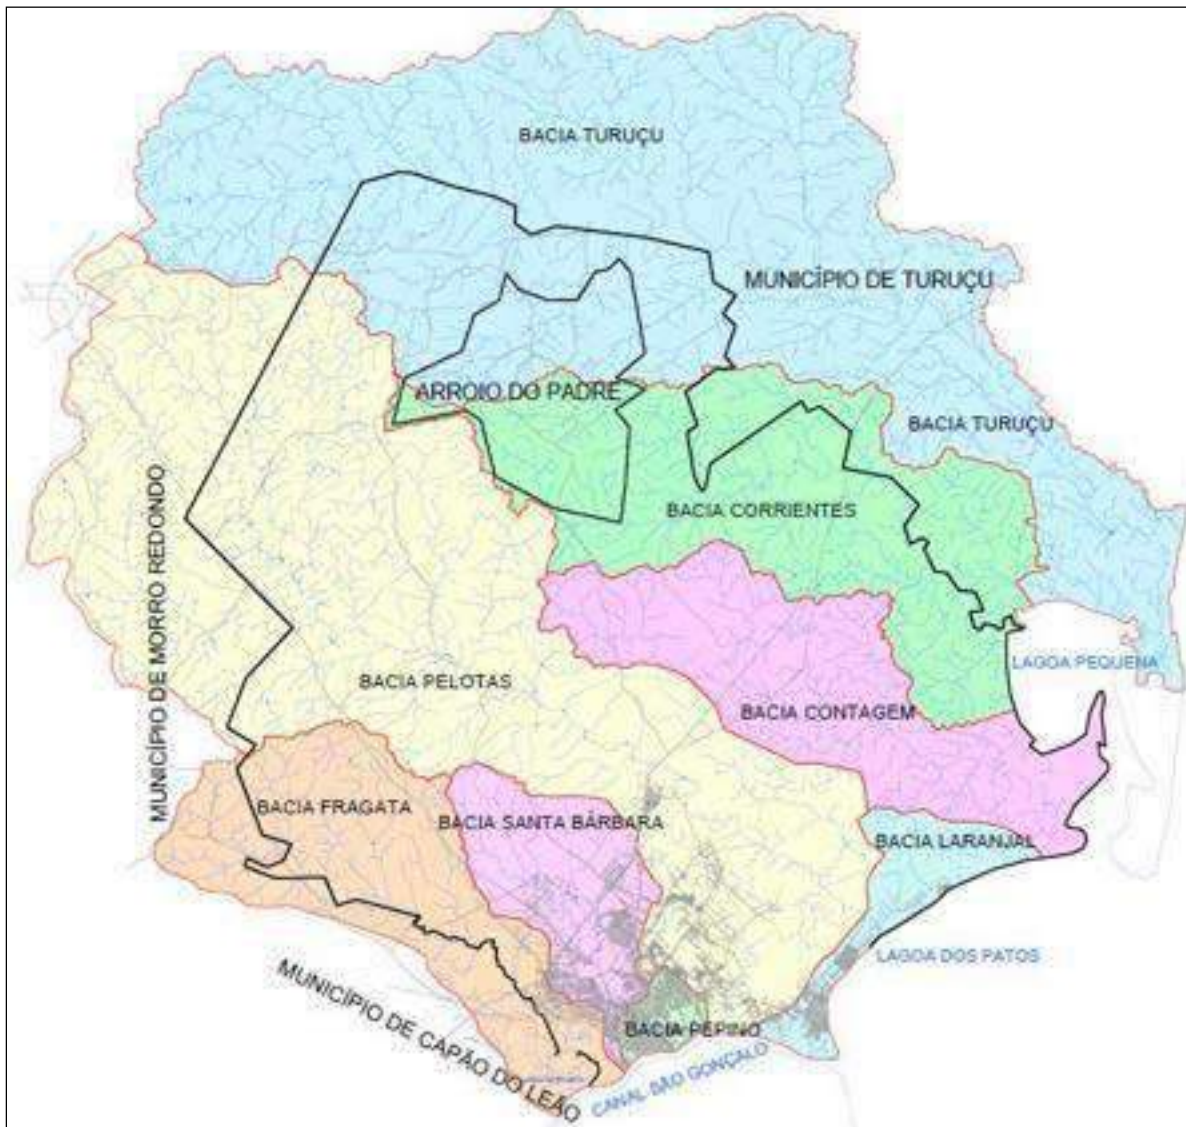 BACIA TURUÇU
MUNICÍPIO DE TURUÇU
ARROIO DO PADRE
BACIA TURUÇU
BACIA CORRIENTES
MUNICÍPIO DE MORRO REDONDO
LAGOA PEQUENA
BACIA PELOTAS
BACIA CONTAGEM
BACIA FRAGATA
BACIA SANTA BÁRBARA
BACIA LARANJAL
LAGOA DOS PATOS
MUNICÍPIO DE CAPÃO DO LEÃO
BACIA PEPINO
CANAL SÃO GONÇALO